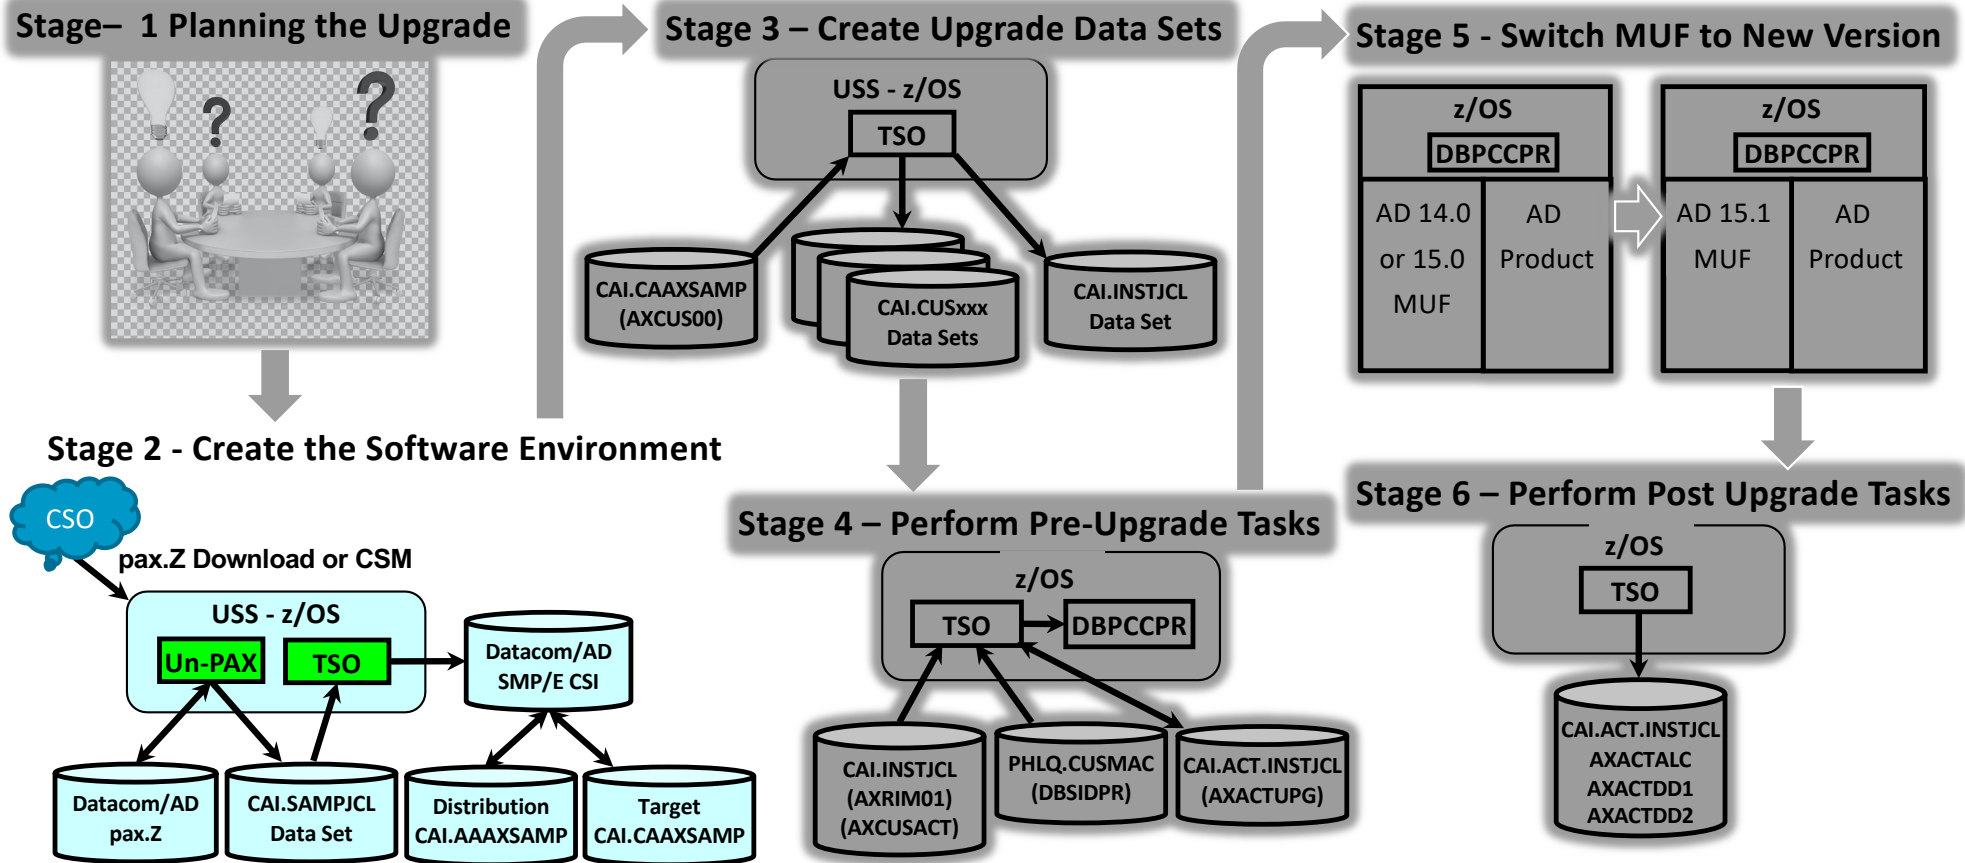 Stage– 1 Planning the Upgrade
?
?
Stage 2 - Create the Software Environment
CSO
pax.Z Download or CSM
USS - z/OS
Un-PAX
TSO
Datacom/AD
SMP/E CSI
Datacom/AD
pax.Z
CAI.SAMPJCL
Data Set
Distribution
CAI.AAAXSAMP
Target
CAI.CAAXSAMP
Stage 3 – Create Upgrade Data Sets
USS - z/OS
TSO
CAI.CAAXSAMP
(AXCUS00)
CAI.CUSxxx
Data Sets
CAI.INSTJCL
Data Set
Stage 4 – Perform Pre-Upgrade Tasks
z/OS
TSO
DBPCCPR
CAI.INSTJCL
(AXRIM01)
(AXCUSACT)
PHLQ.CUSMAC
(DBSIDPR)
CAI.ACT.INSTJCL
(AXACTUPG)
Stage 5 - Switch MUF to New Version
z/OS
DBPCCPR
AD 14.0
or 15.0
MUF
AD
Product
z/OS
DBPCCPR
AD 15.1
MUF
AD
Product
Stage 6 – Perform Post Upgrade Tasks
z/OS
TSO
CAI.ACT.INSTJCL
AXACTALC
AXACTDD1
AXACTDD2